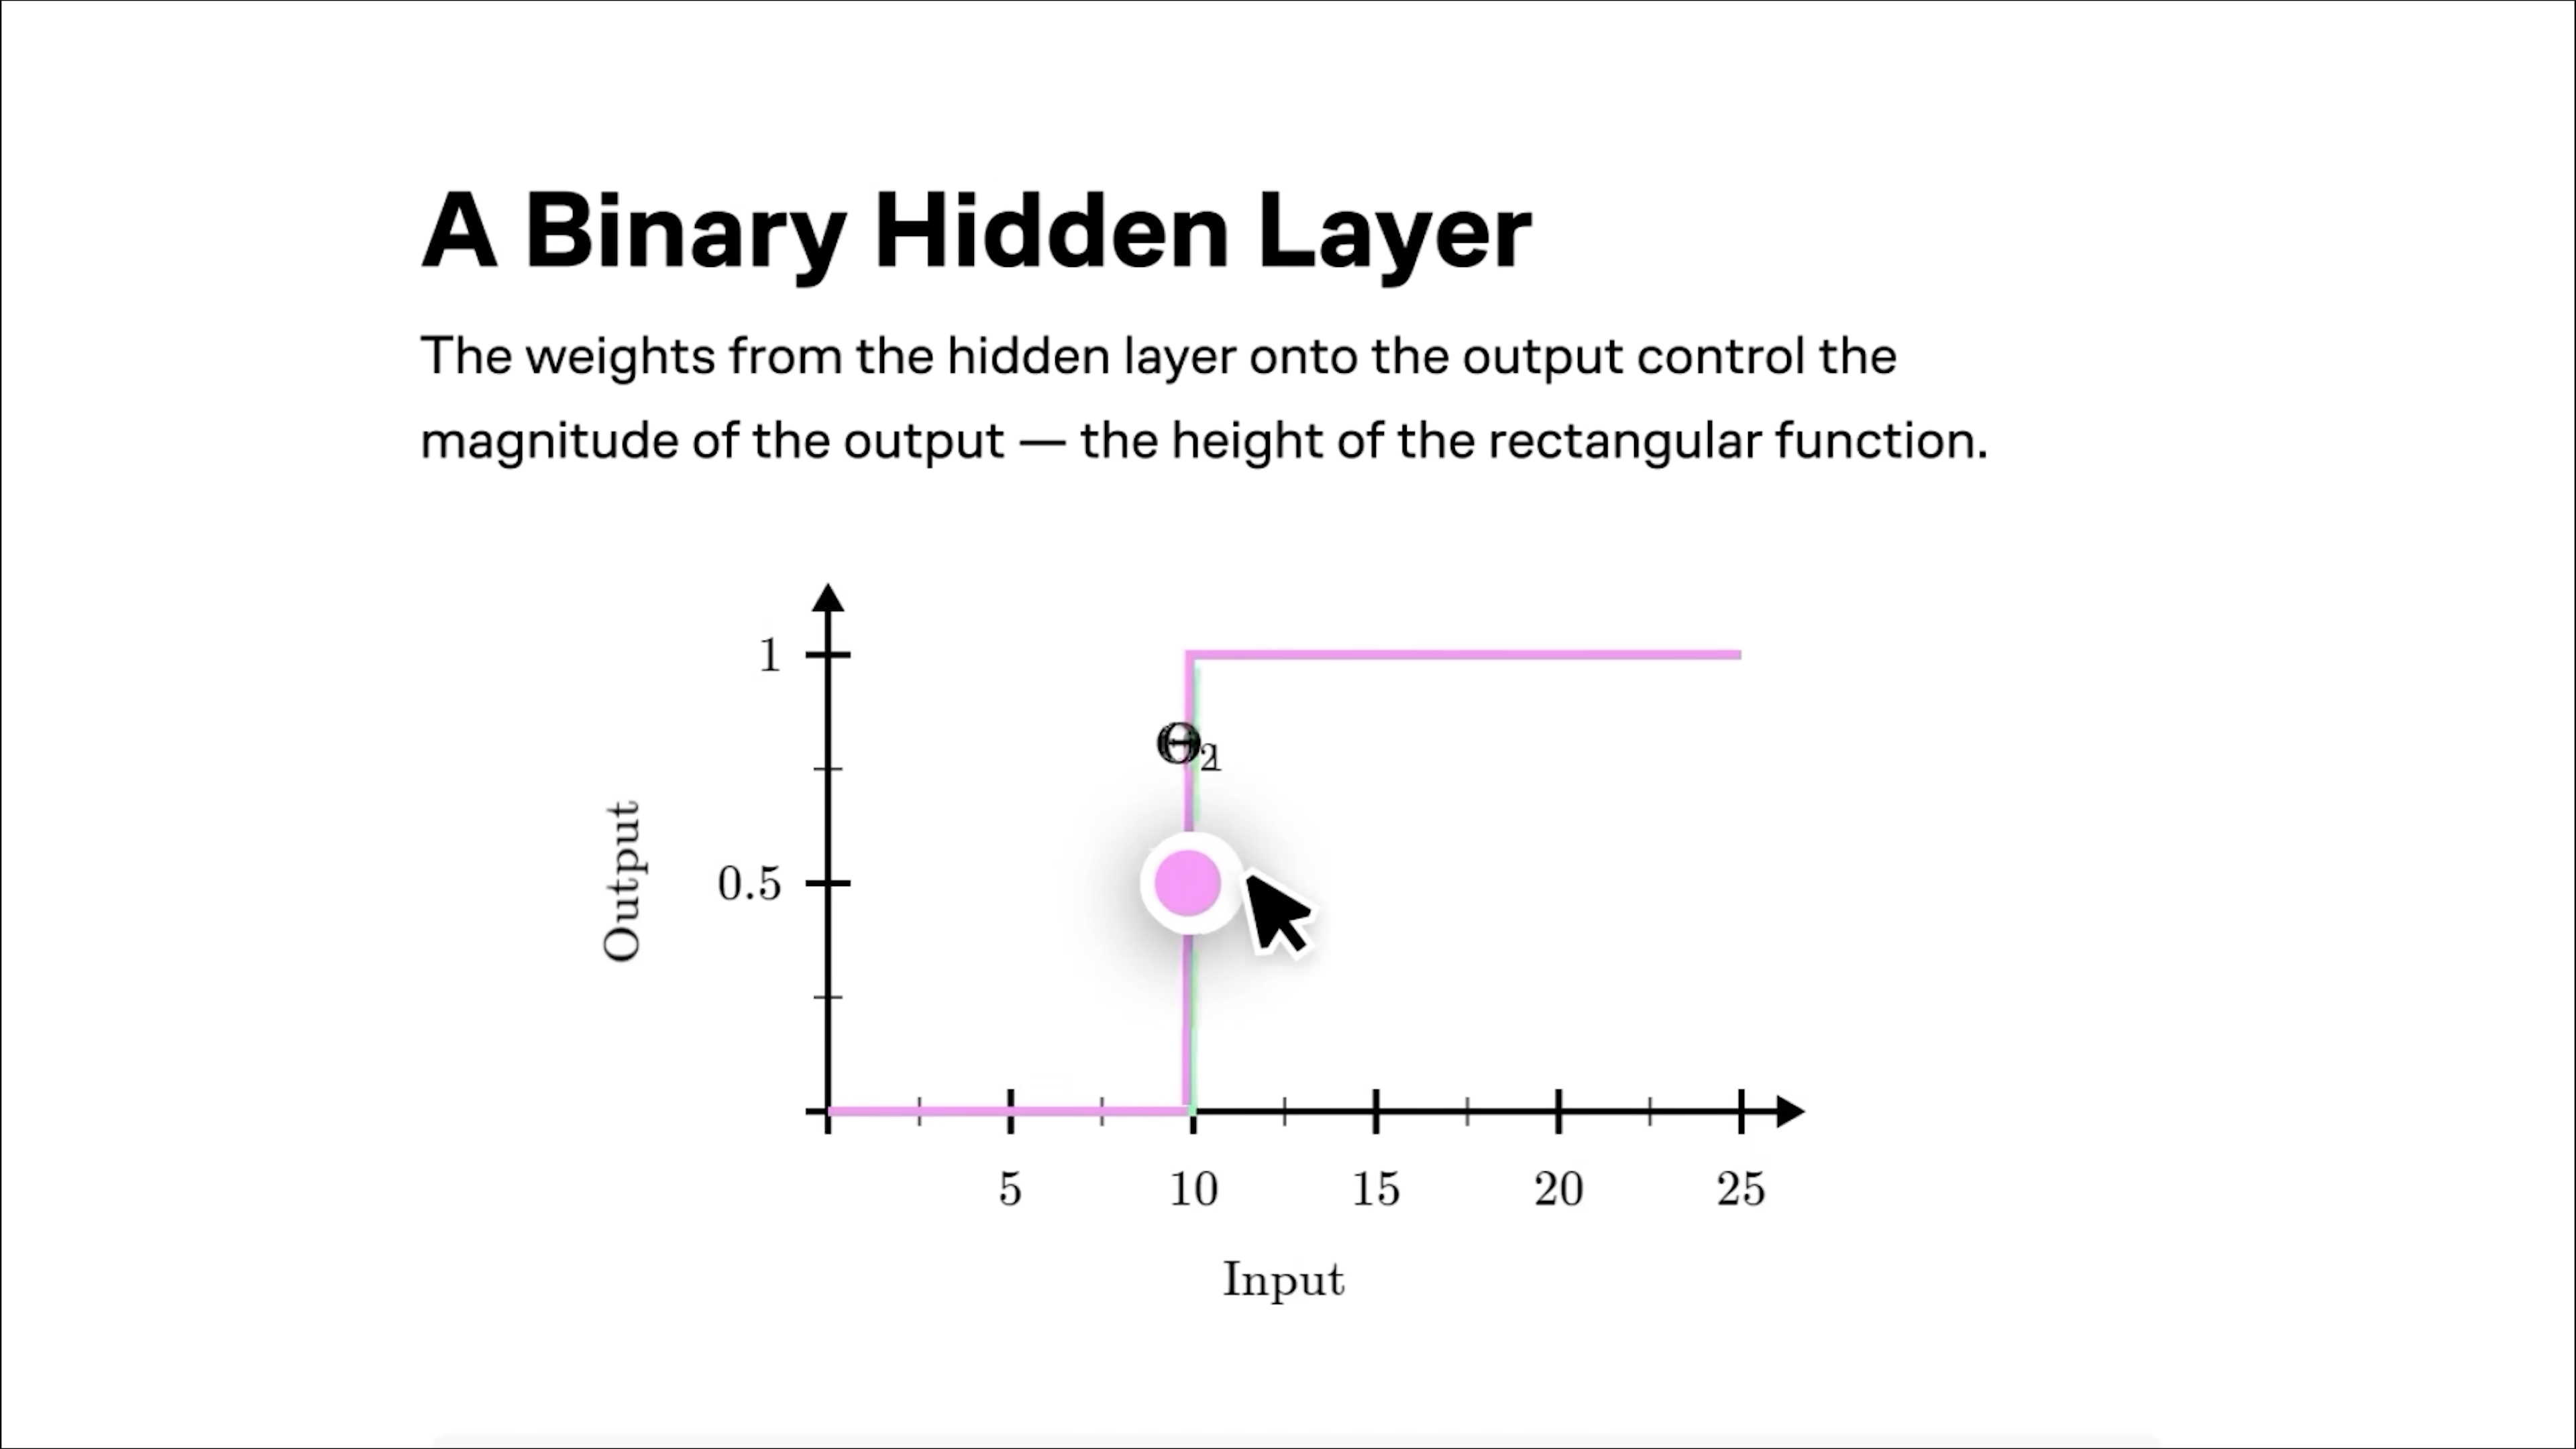 A Binary Hidden Layer
The weights from the hidden layer onto the output control the
magnitude of the output — the height of the rectangular function.
1
0.5
Output
5 10 15 20 25
Input